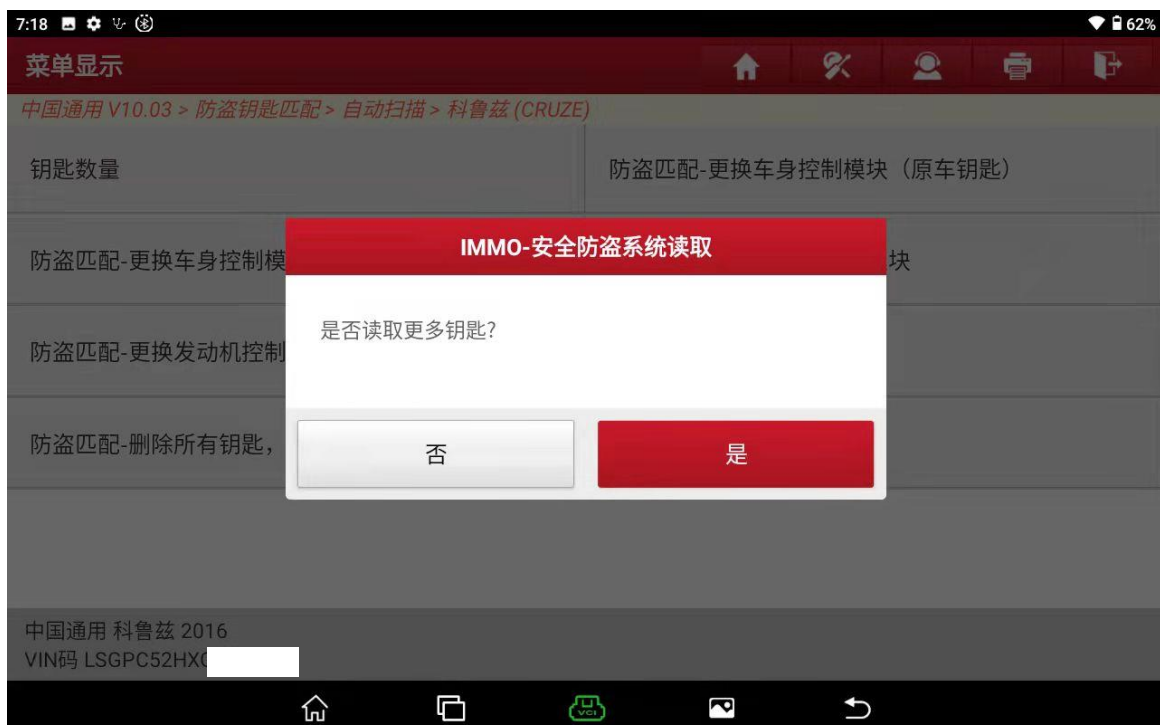 7:18
62%
菜单显示
中国通用 V10.03 > 防盗钥匙匹配 > 自动扫描 > 科鲁兹 (CRUZE)
钥匙数量
防盗匹配-更换车身控制模块（原车钥匙）
IMMO-安全防盗系统读取
防盗匹配-更换车身控制模
块
是否读取更多钥匙?
防盗匹配-更换发动机控制
防盗匹配-删除所有钥匙，
否
是
中国通用 科鲁兹 2016
VIN码 LSGPC52HX
VCI